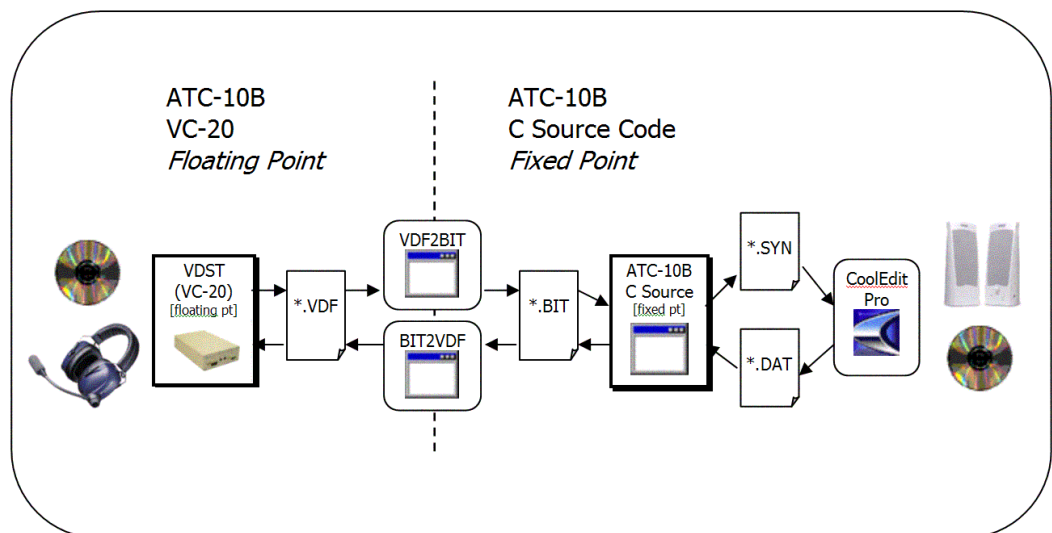 ATC-10B
VC-20
Floating Point
ATC-10B
C Source Code
Fixed Point
VDST
(VC-20)
[floating pt]
*.VDF
VDF2BIT
BIT2VDF
*.BIT
ATC-10B
C Source
[fixed pt]
*.SYN
*.DAT
CoolEdit
Pro